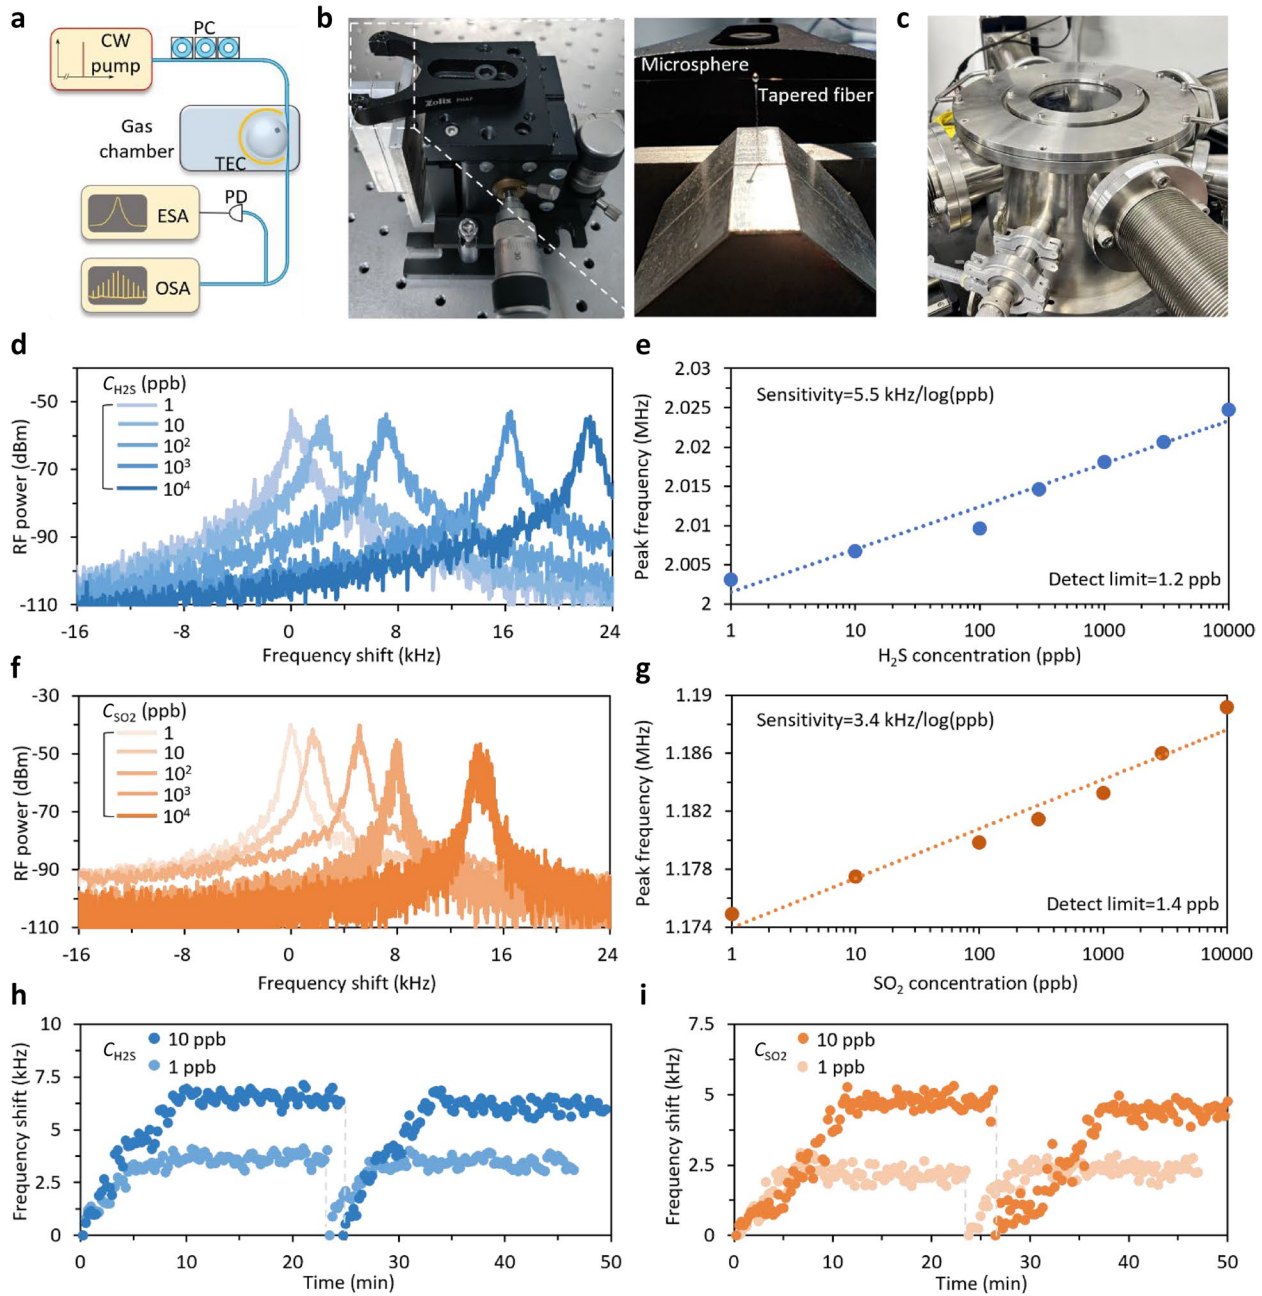 a
CW
pump
PC
Gas
chamber
TEC
PD
ESA
OSA
b
Zolix
Microsphere
Tapered fiber
c
d
C_H2S (ppb)
1
10
10²
10³
10⁴
-50
-70
-90
-110
RF power (dBm)
-16
-8
0
8
16
24
Frequency shift (kHz)
e
Sensitivity=5.5 kHz/log(ppb)
Detect limit=1.2 ppb
2.03
2.025
2.02
2.015
2.01
2.005
2
Peak frequency (MHz)
1
10
100
1000
10000
H₂S concentration (ppb)
f
C_SO2 (ppb)
1
10
10²
10³
10⁴
-30
-50
-70
-90
-110
RF power (dBm)
-16
-8
0
8
16
24
Frequency shift (kHz)
g
Sensitivity=3.4 kHz/log(ppb)
Detect limit=1.4 ppb
1.19
1.186
1.182
1.178
1.174
Peak frequency (MHz)
1
10
100
1000
10000
SO₂ concentration (ppb)
h
C_H2S
10 ppb
1 ppb
10
7.5
5
2.5
0
Frequency shift (kHz)
0
10
20
30
40
50
Time (min)
i
C_SO2
10 ppb
1 ppb
7.5
5
2.5
0
Frequency shift (kHz)
0
10
20
30
40
50
Time (min)